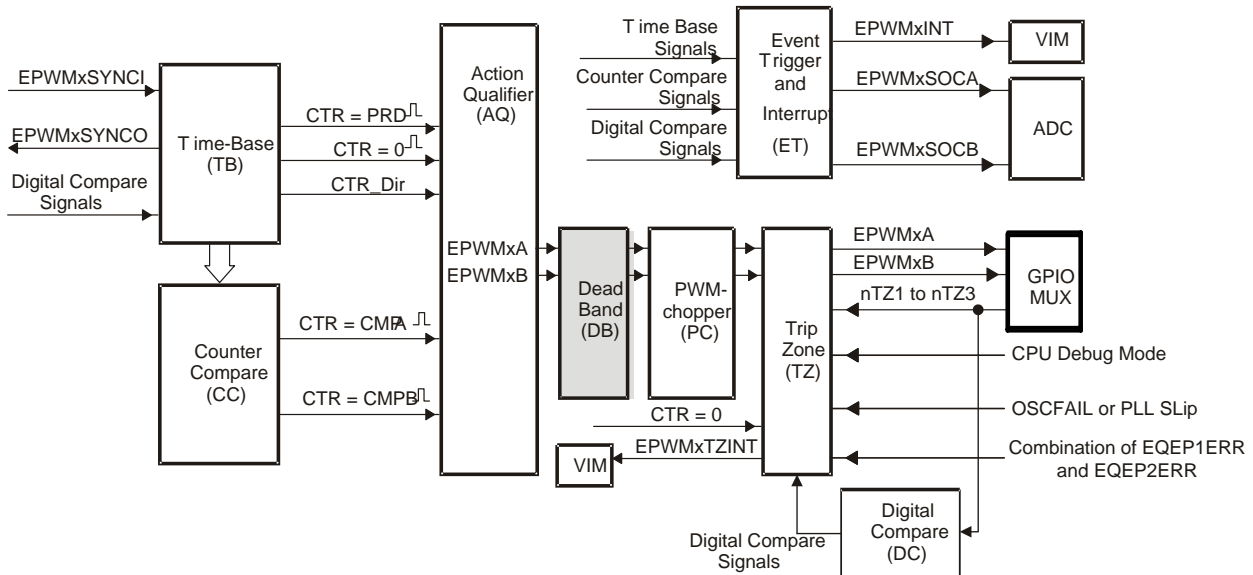 EPWMxSYNCI
EPWMxSYNCO
Digital Compare
Signals
Time-Base
(TB)
CTR = PRD
CTR = 0
CTR_Dir
Counter
Compare
(CC)
CTR = CMPA
CTR = CMPB
Action
Qualifier
(AQ)
EPWMxA
EPWMxB
Time Base
Signals
Counter Compare
Signals
Digital Compare
Signals
Event
Trigger
and
Interrupt
(ET)
EPWMxINT
EPWMxSOCA
EPWMxSOCB
VIM
ADC
Dead
Band
(DB)
PWM-
chopper
(PC)
Trip
Zone
(TZ)
EPWMxA
EPWMxB
nTZ1 to nTZ3
GPIO
MUX
CPU Debug Mode
OSCFAIL or PLL SLip
Combination of EQEP1ERR
and EQEP2ERR
CTR = 0
EPWMxTZINT
VIM
Digital Compare
Signals
Digital
Compare
(DC)